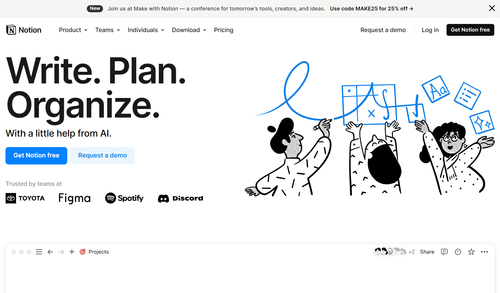 New Join us at Make with Notion — a conference for tomorrow's tools, creators, and ideas. Use code MAKE25 for 25% off →
Notion Product Teams Individuals Download Pricing Request a demo Log in Get Notion free
Write. Plan.
Organize.
With a little help from AI.
Get Notion free Request a demo
Trusted by teams at
TOYOTA Figma Spotify Discord
Aa
Projects +2 Share